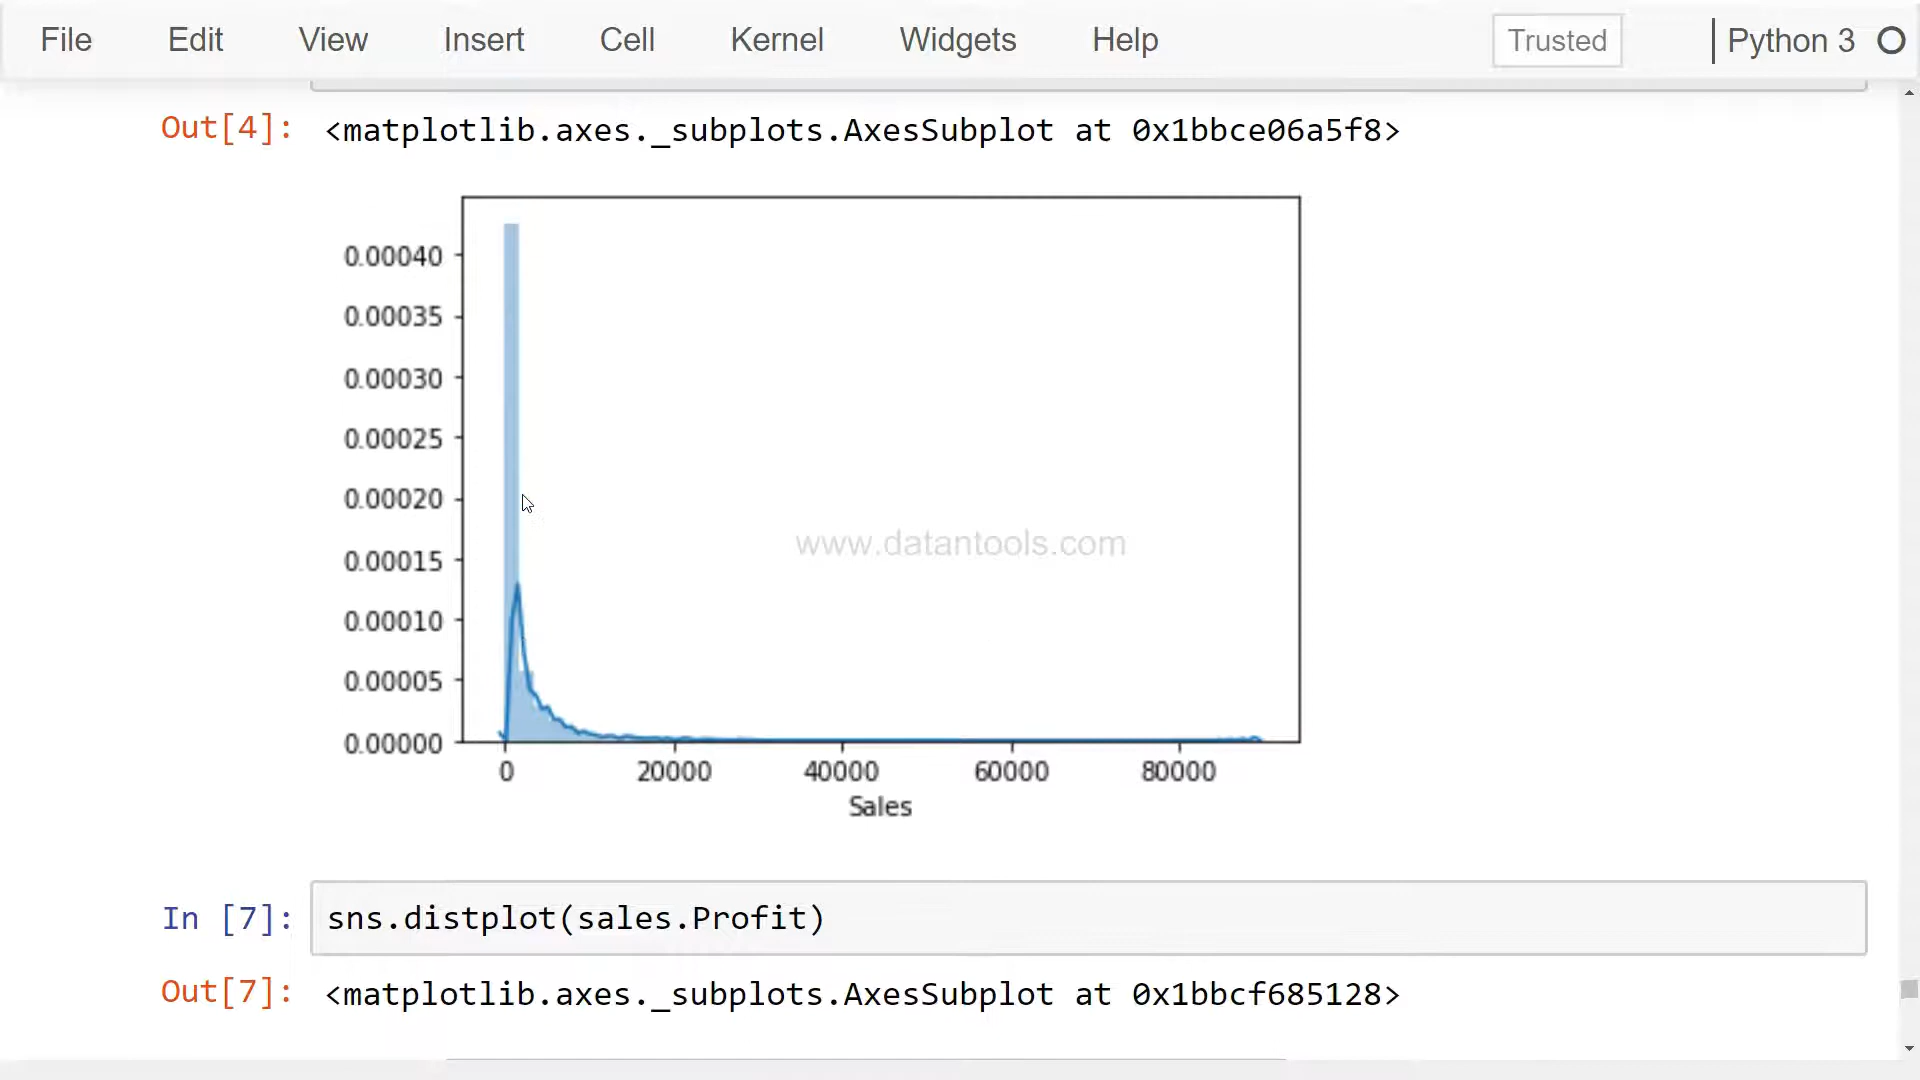 File Edit View Insert Cell Kernel Widgets Help Trusted Python 3
Out[4]: <matplotlib.axes._subplots.AxesSubplot at 0x1bbce06a5f8>
0.00040
0.00035
0.00030
0.00025
0.00020
0.00015
0.00010
0.00005
0.00000
www.datantools.com
0 20000 40000 60000 80000
Sales
In [7]: sns.distplot(sales.Profit)
Out[7]: <matplotlib.axes._subplots.AxesSubplot at 0x1bbcf685128>